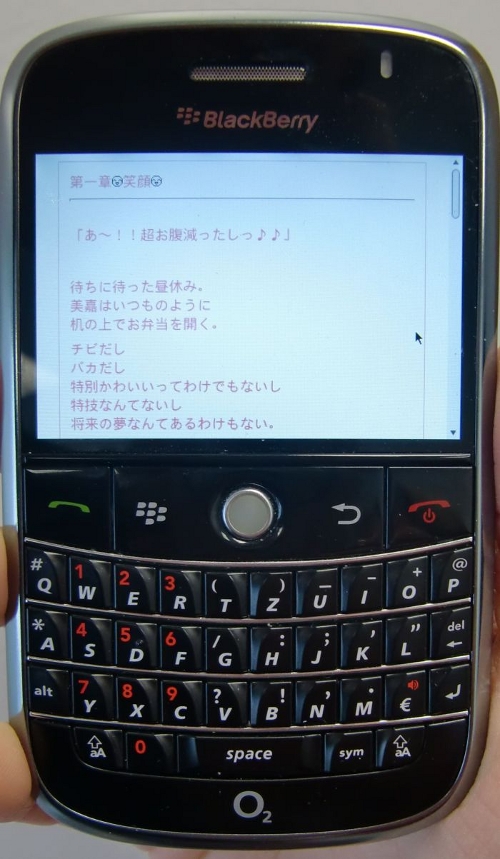 BlackBerry
第一章笑顔
『あ〜！！超お腹減ったしっ♪♪』
待ちに待った昼休み。
美嘉はいつものように
机の上でお弁当を開く。
チビだし
バカだし
特別かわいいってわけでもないし
特技なんてないし
将来の夢なんてあるわけもない。
# Q 1 W 2 E 3 R ( T ) Z _ U - I + O @ P
* A 4 S 5 D 6 F / G : H ; J ' K " L del
alt 7 Y 8 X 9 C ? V ! B , N . M €
aA 0 space sym aA
O2